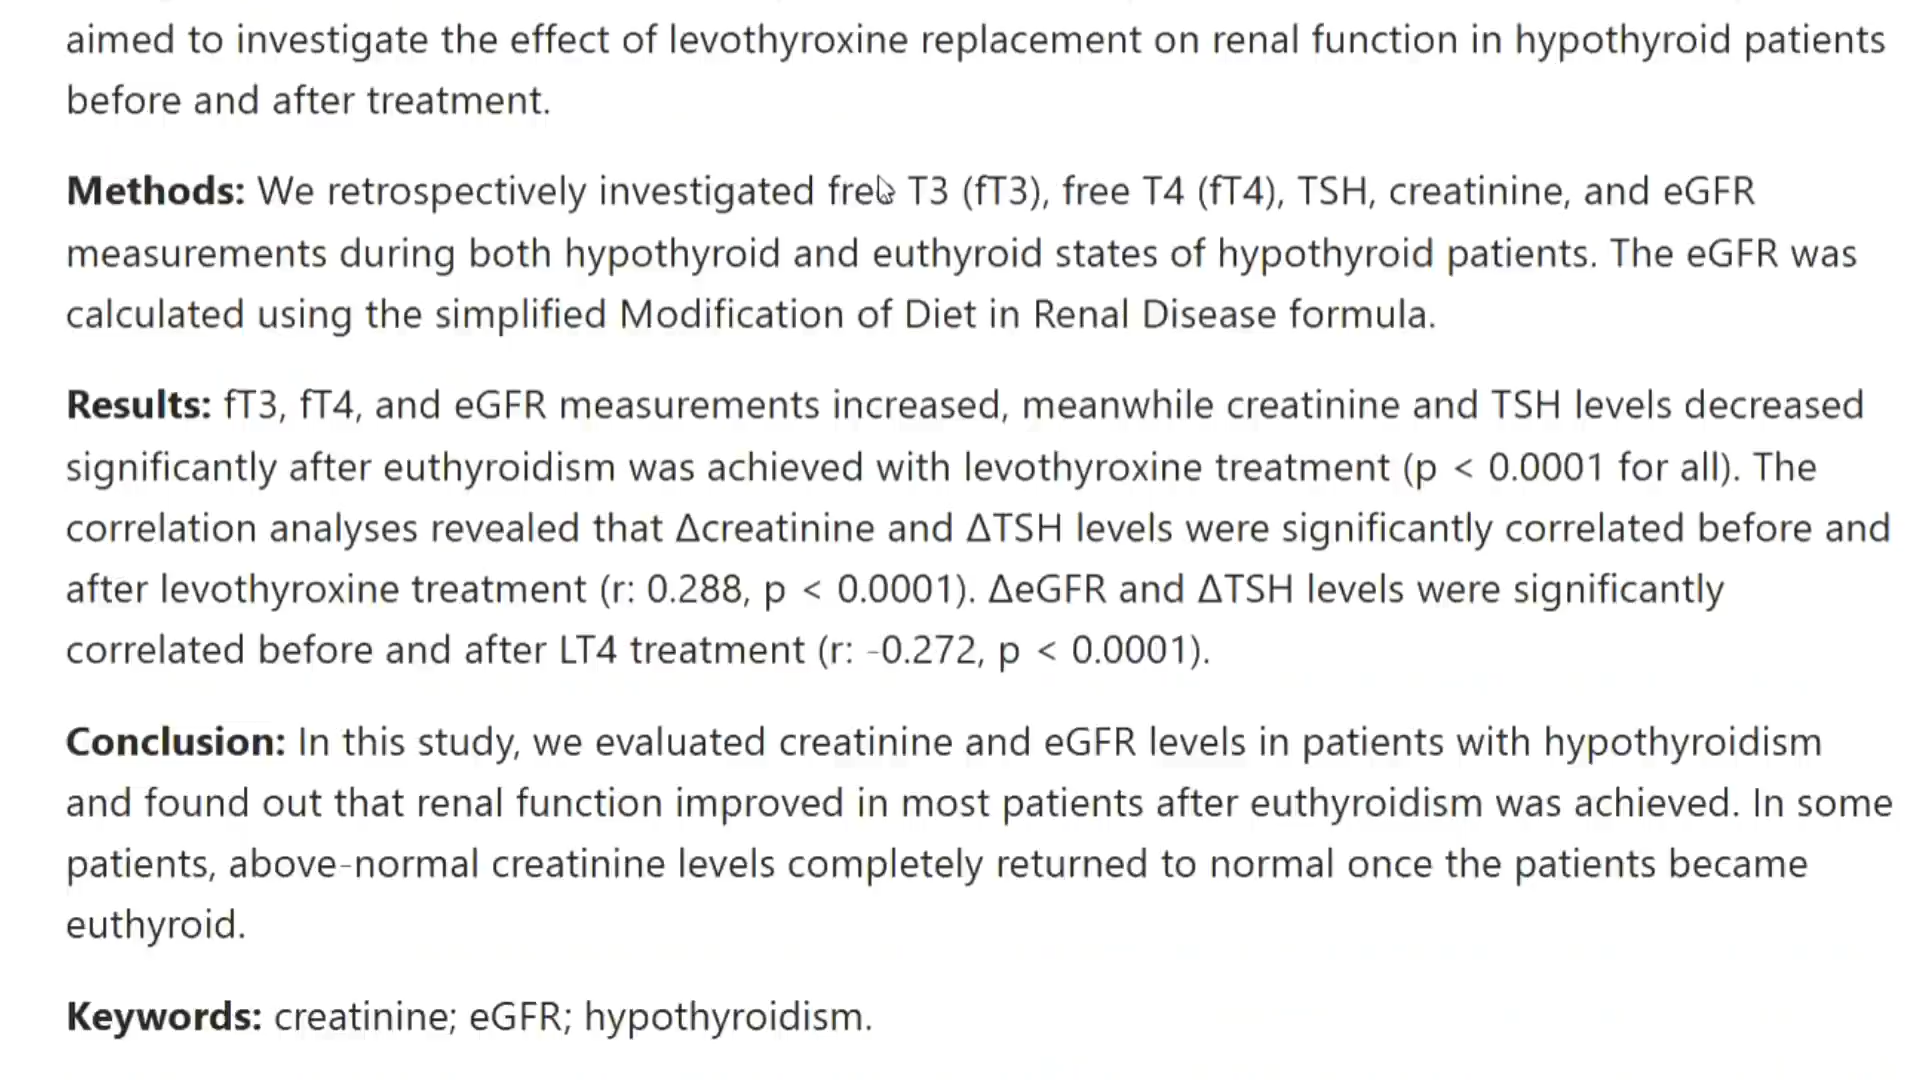 aimed to investigate the effect of levothyroxine replacement on renal function in hypothyroid patients
before and after treatment.
Methods: We retrospectively investigated free T3 (fT3), free T4 (fT4), TSH, creatinine, and eGFR
measurements during both hypothyroid and euthyroid states of hypothyroid patients. The eGFR was
calculated using the simplified Modification of Diet in Renal Disease formula.
Results: fT3, fT4, and eGFR measurements increased, meanwhile creatinine and TSH levels decreased
significantly after euthyroidism was achieved with levothyroxine treatment (p < 0.0001 for all). The
correlation analyses revealed that Δcreatinine and ΔTSH levels were significantly correlated before and
after levothyroxine treatment (r: 0.288, p < 0.0001). ΔeGFR and ΔTSH levels were significantly
correlated before and after LT4 treatment (r: -0.272, p < 0.0001).
Conclusion: In this study, we evaluated creatinine and eGFR levels in patients with hypothyroidism
and found out that renal function improved in most patients after euthyroidism was achieved. In some
patients, above-normal creatinine levels completely returned to normal once the patients became
euthyroid.
Keywords: creatinine; eGFR; hypothyroidism.